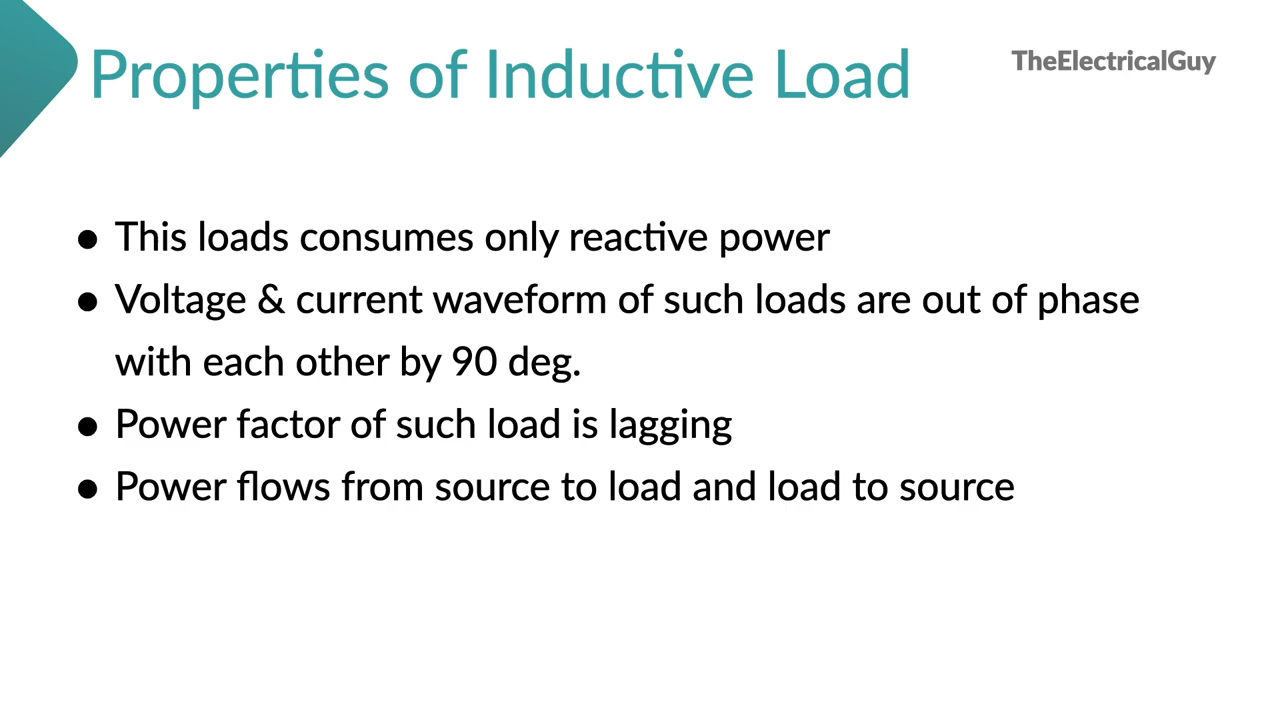 Properties of Inductive Load
TheElectricalGuy
● This loads consumes only reactive power
● Voltage & current waveform of such loads are out of phase
with each other by 90 deg.
● Power factor of such load is lagging
● Power flows from source to load and load to source